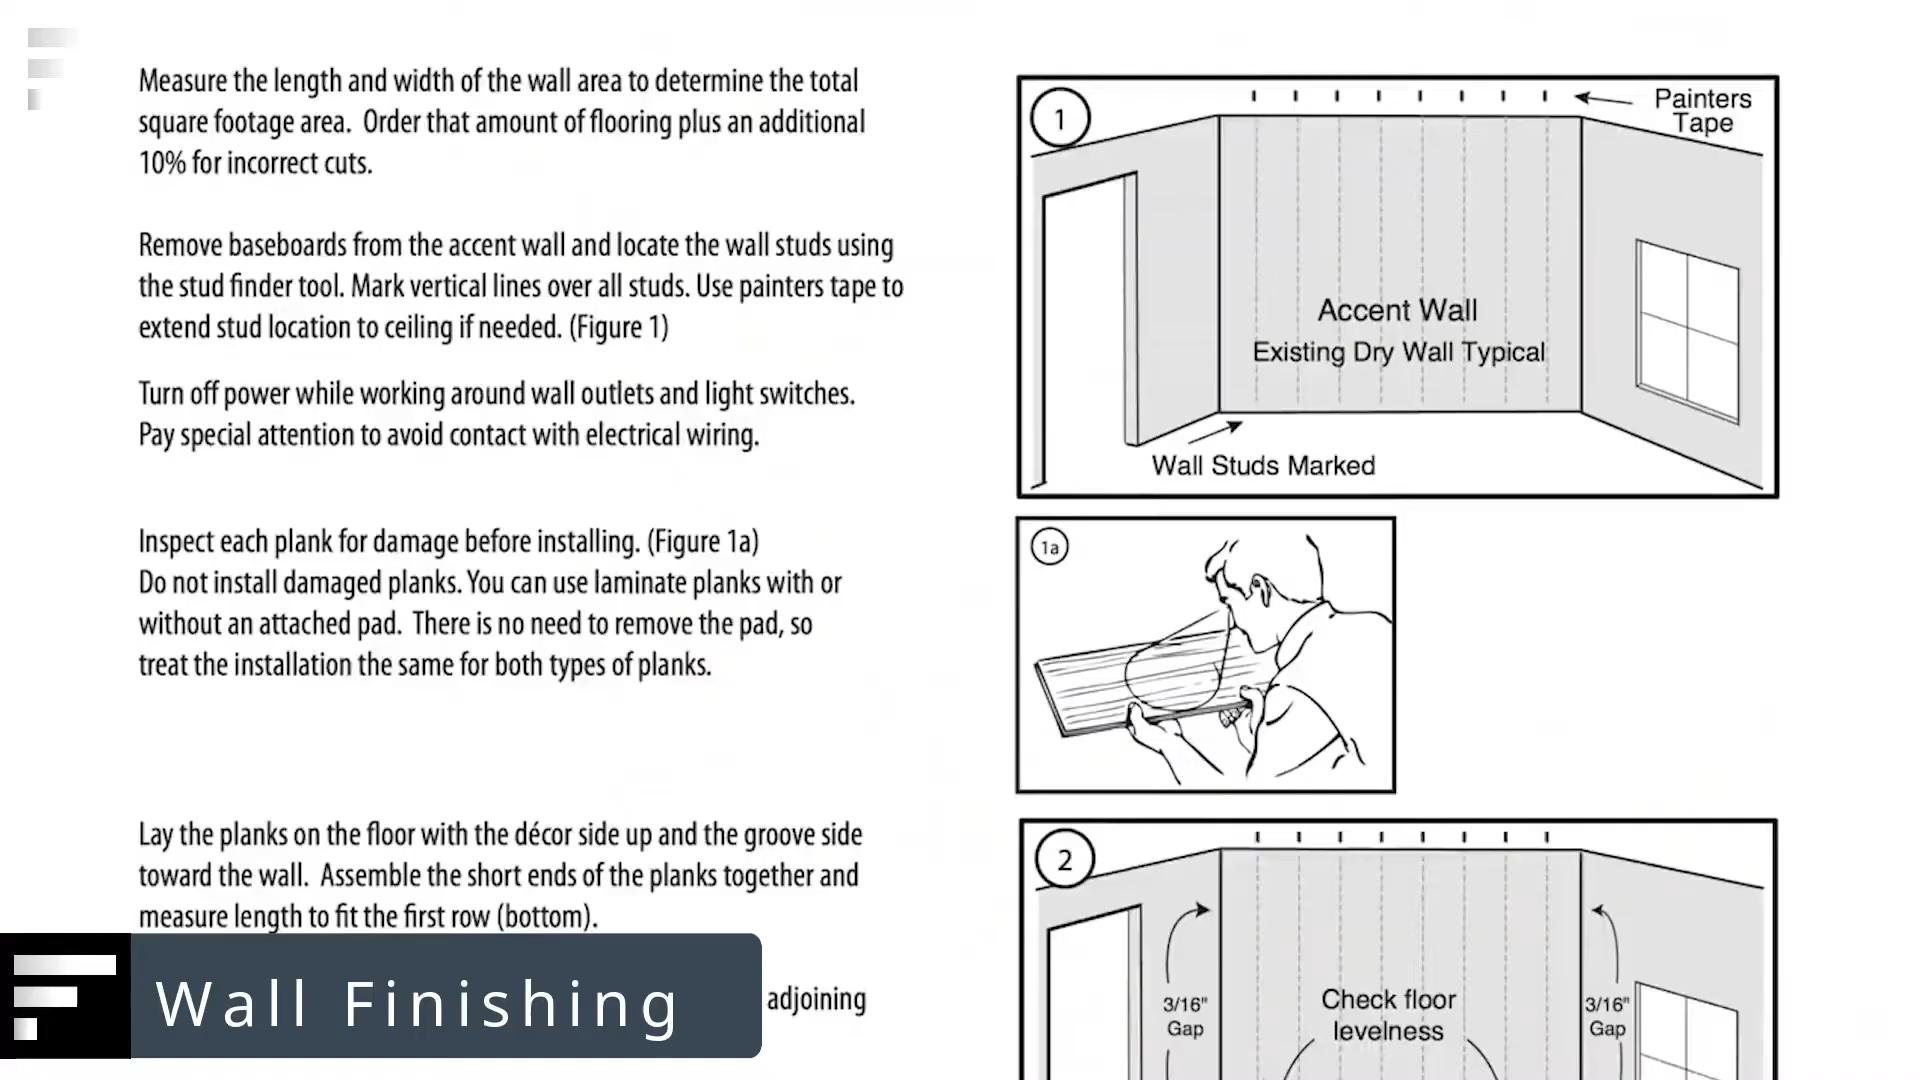 Measure the length and width of the wall area to determine the total
square footage area. Order that amount of flooring plus an additional
10% for incorrect cuts.
Remove baseboards from the accent wall and locate the wall studs using
the stud finder tool. Mark vertical lines over all studs. Use painters tape to
extend stud location to ceiling if needed. (Figure 1)
Turn off power while working around wall outlets and light switches.
Pay special attention to avoid contact with electrical wiring.
Inspect each plank for damage before installing. (Figure 1a)
Do not install damaged planks. You can use laminate planks with or
without an attached pad. There is no need to remove the pad, so
treat the installation the same for both types of planks.
Lay the planks on the floor with the décor side up and the groove side
toward the wall. Assemble the short ends of the planks together and
measure length to fit the first row (bottom).
adjoining
Wall Finishing
1
Painters
Tape
Accent Wall
Existing Dry Wall Typical
Wall Studs Marked
1a
2
3/16"
Gap
Check floor
levelness
3/16"
Gap